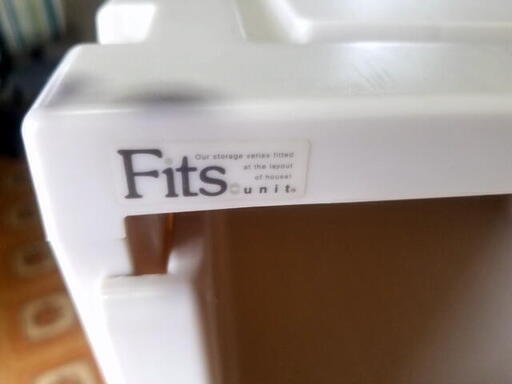 Fits
Our storage series fitted
at the layout
of house!
unit